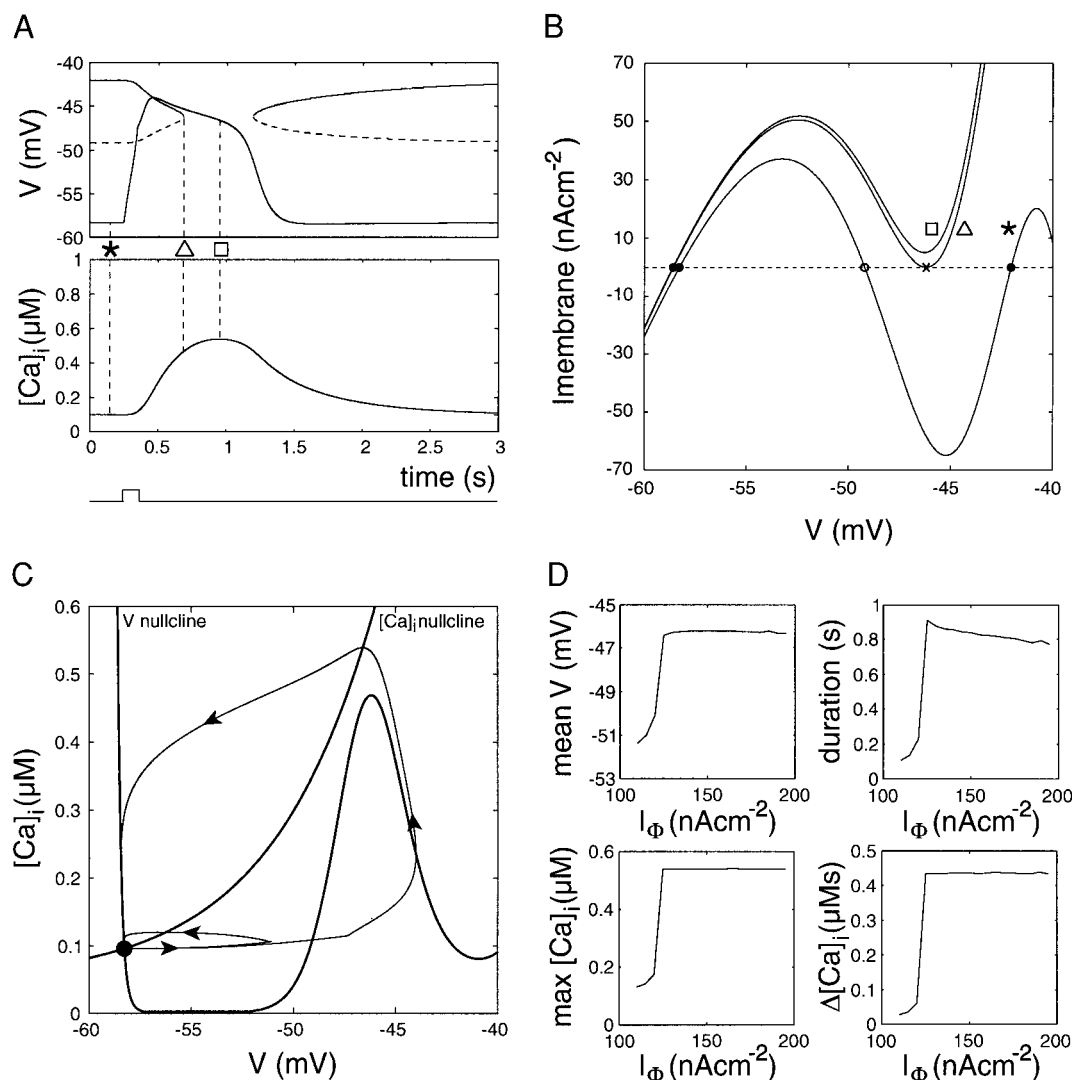 A
-40
-45
-50
-55
-60
V (mV)
1
0.8
0.6
0.4
0.2
0
[Ca]i (µM)
0 0.5 1 1.5 2 2.5 3
time (s)
B
70
50
30
10
-10
-30
-50
-70
Imembrane (nAcm-2)
-60 -55 -50 -45 -40
V (mV)
C
0.6
0.5
0.4
0.3
0.2
0.1
0
[Ca]i (µM)
V nullcline
[Ca]i nullcline
-60 -55 -50 -45 -40
V (mV)
D
-45
-46
-49
-51
-53
mean V (mV)
100 150 200
IΦ (nAcm-2)
1
0.8
0.6
0.4
0.2
0
duration (s)
100 150 200
IΦ (nAcm-2)
0.6
0.4
0.2
0
max [Ca]i (µM)
100 150 200
IΦ (nAcm-2)
0.5
0.4
0.3
0.2
0.1
0
Δ[Ca]i (µMs)
100 150 200
IΦ (nAcm-2)